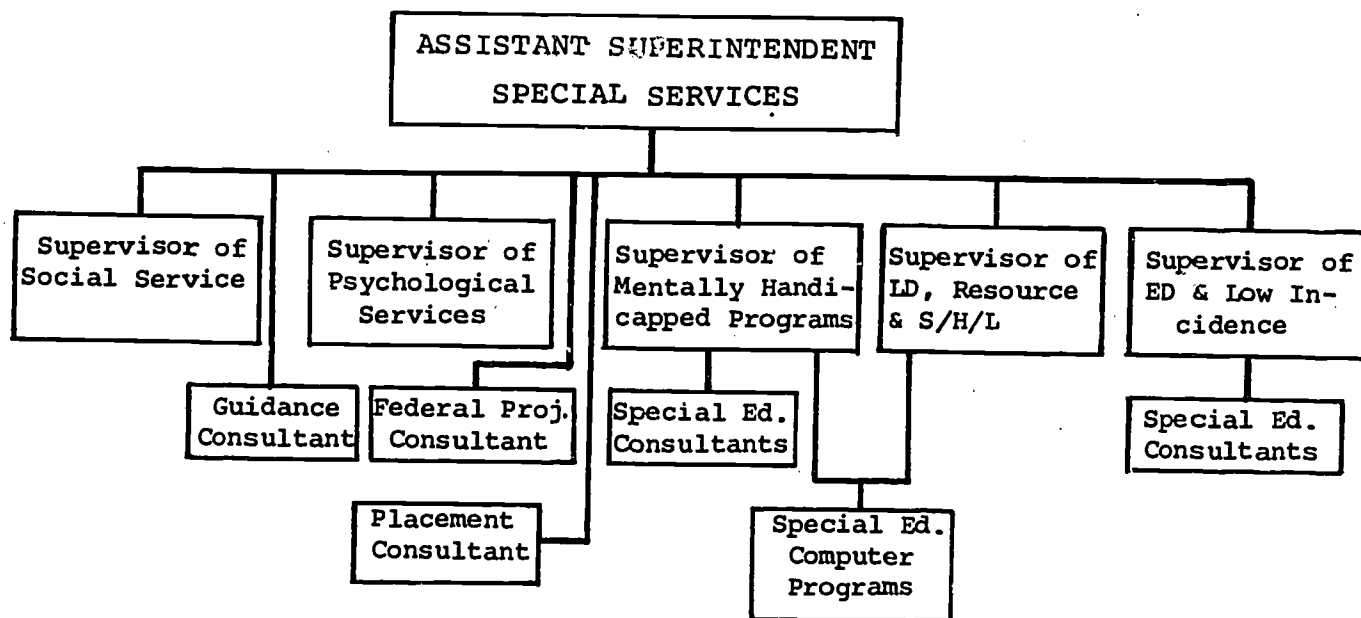 ASSISTANT SUPERINTENDENT
SPECIAL SERVICES
Supervisor of
Social Service
Supervisor of
Psychological
Services
Supervisor of
Mentally Handi-
capped Programs
Supervisor of
LD, Resource
& S/H/L
Supervisor of
ED & Low In-
cidence
Guidance
Consultant
Federal Proj.
Consultant
Special Ed.
Consultants
Special Ed.
Consultants
Placement
Consultant
Special Ed.
Computer
Programs